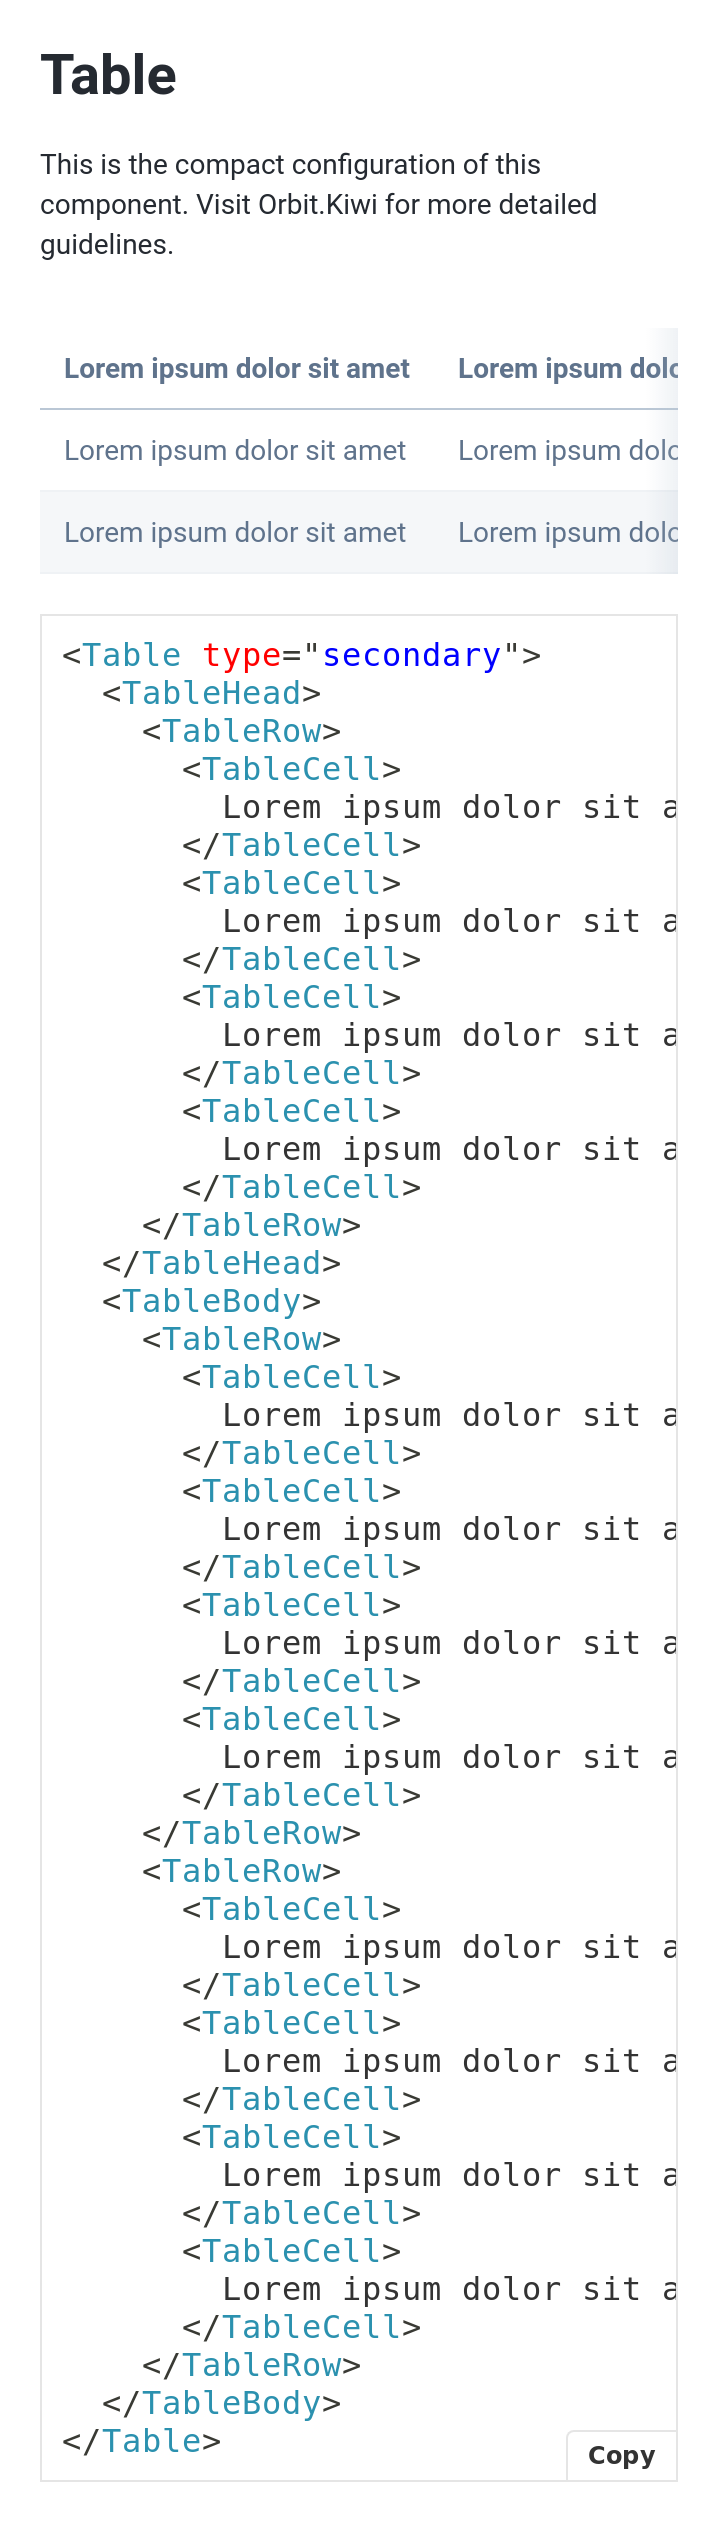 Table
This is the compact configuration of this
component. Visit Orbit.Kiwi for more detailed
guidelines.
Lorem ipsum dolor sit amet Lorem ipsum
Lorem ipsum dolor sit amet Lorem ipsum
Lorem ipsum dolor sit amet Lorem ipsum
<Table type="secondary">
  <TableHead>
    <TableRow>
      <TableCell>
        Lorem ipsum dolor sit
      </TableCell>
      <TableCell>
        Lorem ipsum dolor sit
      </TableCell>
      <TableCell>
        Lorem ipsum dolor sit
      </TableCell>
      <TableCell>
        Lorem ipsum dolor sit
      </TableCell>
    </TableRow>
  </TableHead>
  <TableBody>
    <TableRow>
      <TableCell>
        Lorem ipsum dolor sit
      </TableCell>
      <TableCell>
        Lorem ipsum dolor sit
      </TableCell>
      <TableCell>
        Lorem ipsum dolor sit
      </TableCell>
      <TableCell>
        Lorem ipsum dolor sit
      </TableCell>
    </TableRow>
    <TableRow>
      <TableCell>
        Lorem ipsum dolor sit
      </TableCell>
      <TableCell>
        Lorem ipsum dolor sit
      </TableCell>
      <TableCell>
        Lorem ipsum dolor sit
      </TableCell>
      <TableCell>
        Lorem ipsum dolor sit
      </TableCell>
    </TableRow>
  </TableBody>
</Table>
Copy